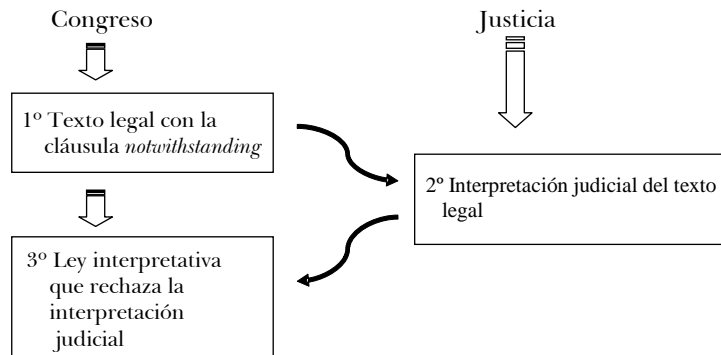 Congreso
Justicia
1º Texto legal con la
cláusula notwithstanding
2º Interpretación judicial del texto
legal
3º Ley interpretativa
que rechaza la
interpretación
judicial